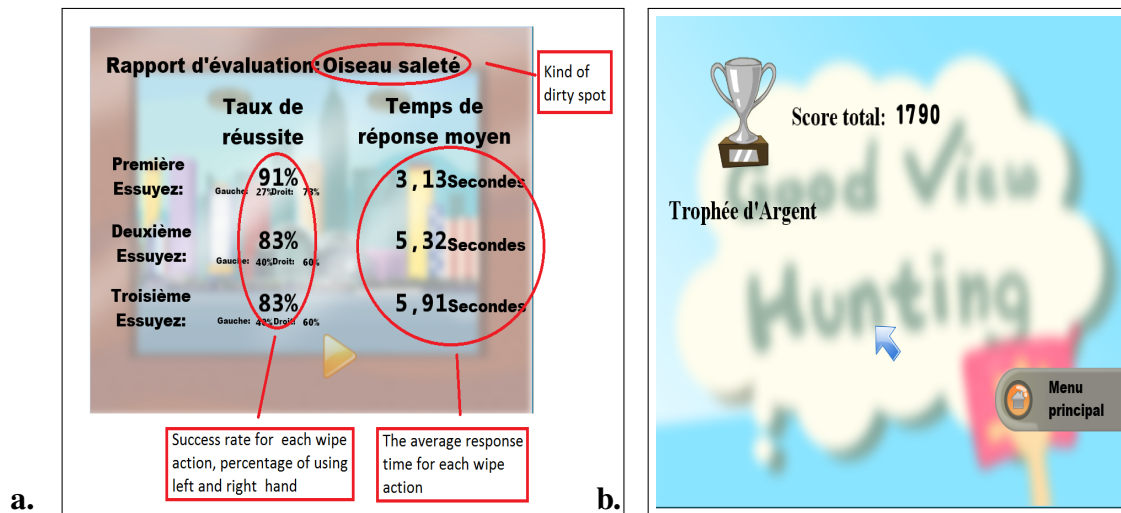 Rapport d'évaluation: Oiseau saleté
Kind of
dirty spot
Taux de
réussite
Temps de
réponse moyen
Première
Essuyez:
91%
Gauche: 27% Droit: 73%
3,13 Secondes
Deuxième
Essuyez:
83%
Gauche: 40% Droit: 60%
5,32 Secondes
Troisième
Essuyez:
83%
Gauche: 40% Droit: 60%
5,91 Secondes
Success rate for each wipe
action, percentage of using
left and right hand
The average response
time for each wipe
action
a.
Score total: 1790
Trophée d'Argent
Good View
Hunting
Menu
principal
b.